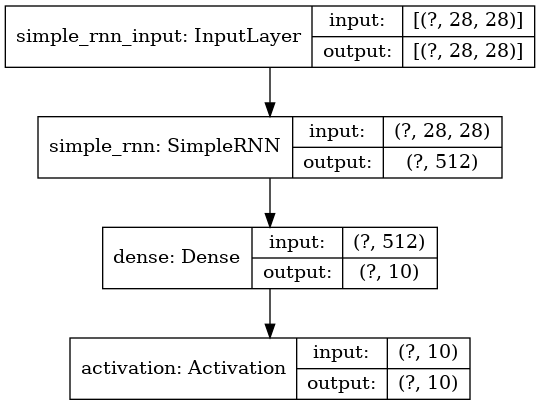 simple_rnn_input: InputLayer
input:
[(?, 28, 28)]
output:
[(?, 28, 28)]
simple_rnn: SimpleRNN
input:
(?, 28, 28)
output:
(?, 512)
dense: Dense
input:
(?, 512)
output:
(?, 10)
activation: Activation
input:
(?, 10)
output:
(?, 10)